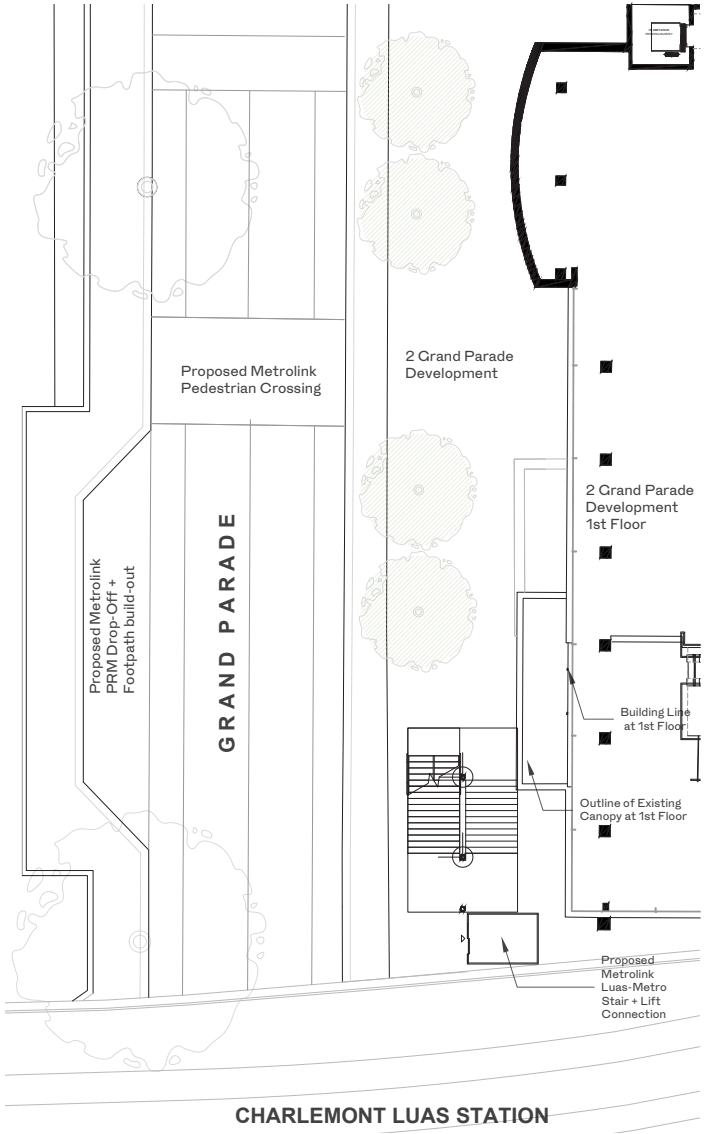 Proposed Metrolink
Pedestrian Crossing
2 Grand Parade
Development
2 Grand Parade
Development
1st Floor
Proposed Metrolink
PRM Drop-Off +
Footpath build-out
GRAND PARADE
Building Line
at 1st Floor
Outline of Existing
Canopy at 1st Floor
Proposed
Metrolink
Luas-Metro
Stair + Lift
Connection
CHARLEMONT LUAS STATION